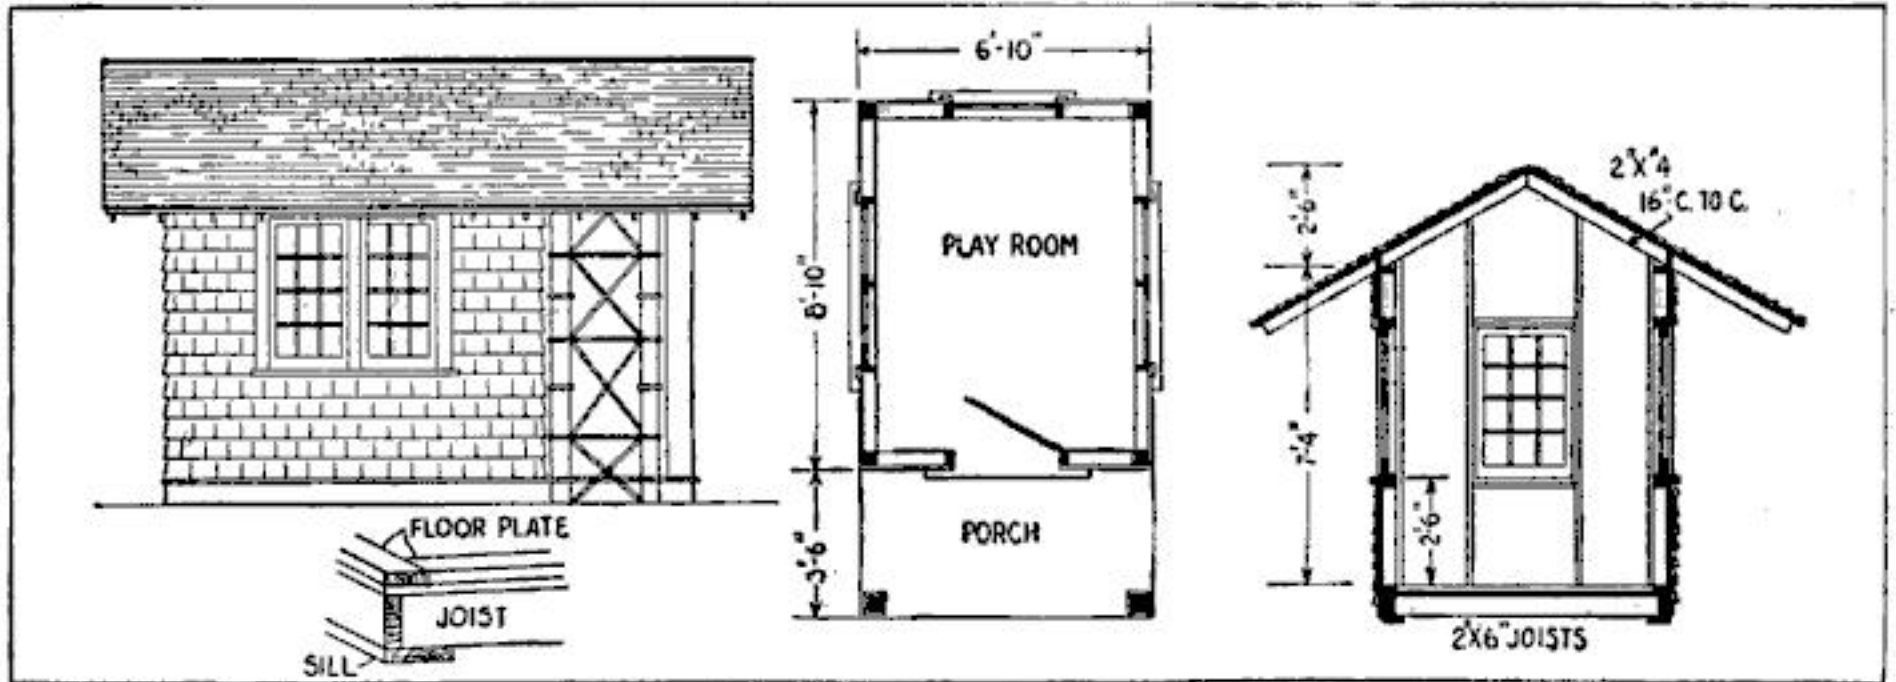 6'-10"
8'-10"
PLAY ROOM
3'-6"
PORCH
FLOOR PLATE
JOIST
SILL
2"X"4
16" C. TO C.
2'6"
7'4"
2'6"
2"X6" JOISTS